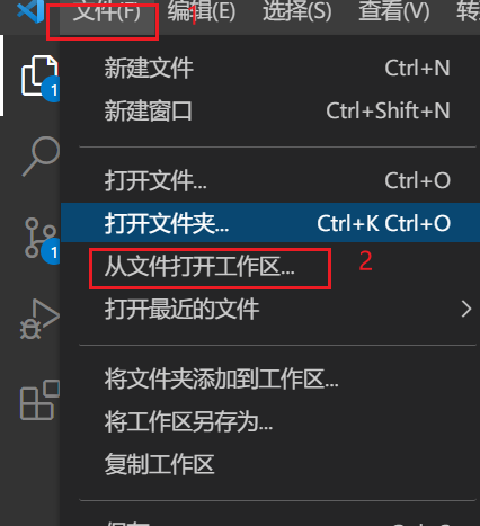 文件(F) 1 编辑(E) 选择(S) 查看(V) 转
新建文件 Ctrl+N
1
新建窗口 Ctrl+Shift+N
打开文件... Ctrl+O
打开文件夹... Ctrl+K Ctrl+O
1
从文件打开工作区... 2
打开最近的文件
将文件夹添加到工作区...
将工作区另存为...
复制工作区